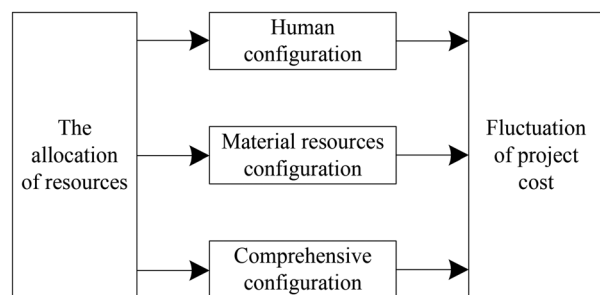 The
allocation
of resources
Human
configuration
Material resources
configuration
Comprehensive
configuration
Fluctuation
of project
cost